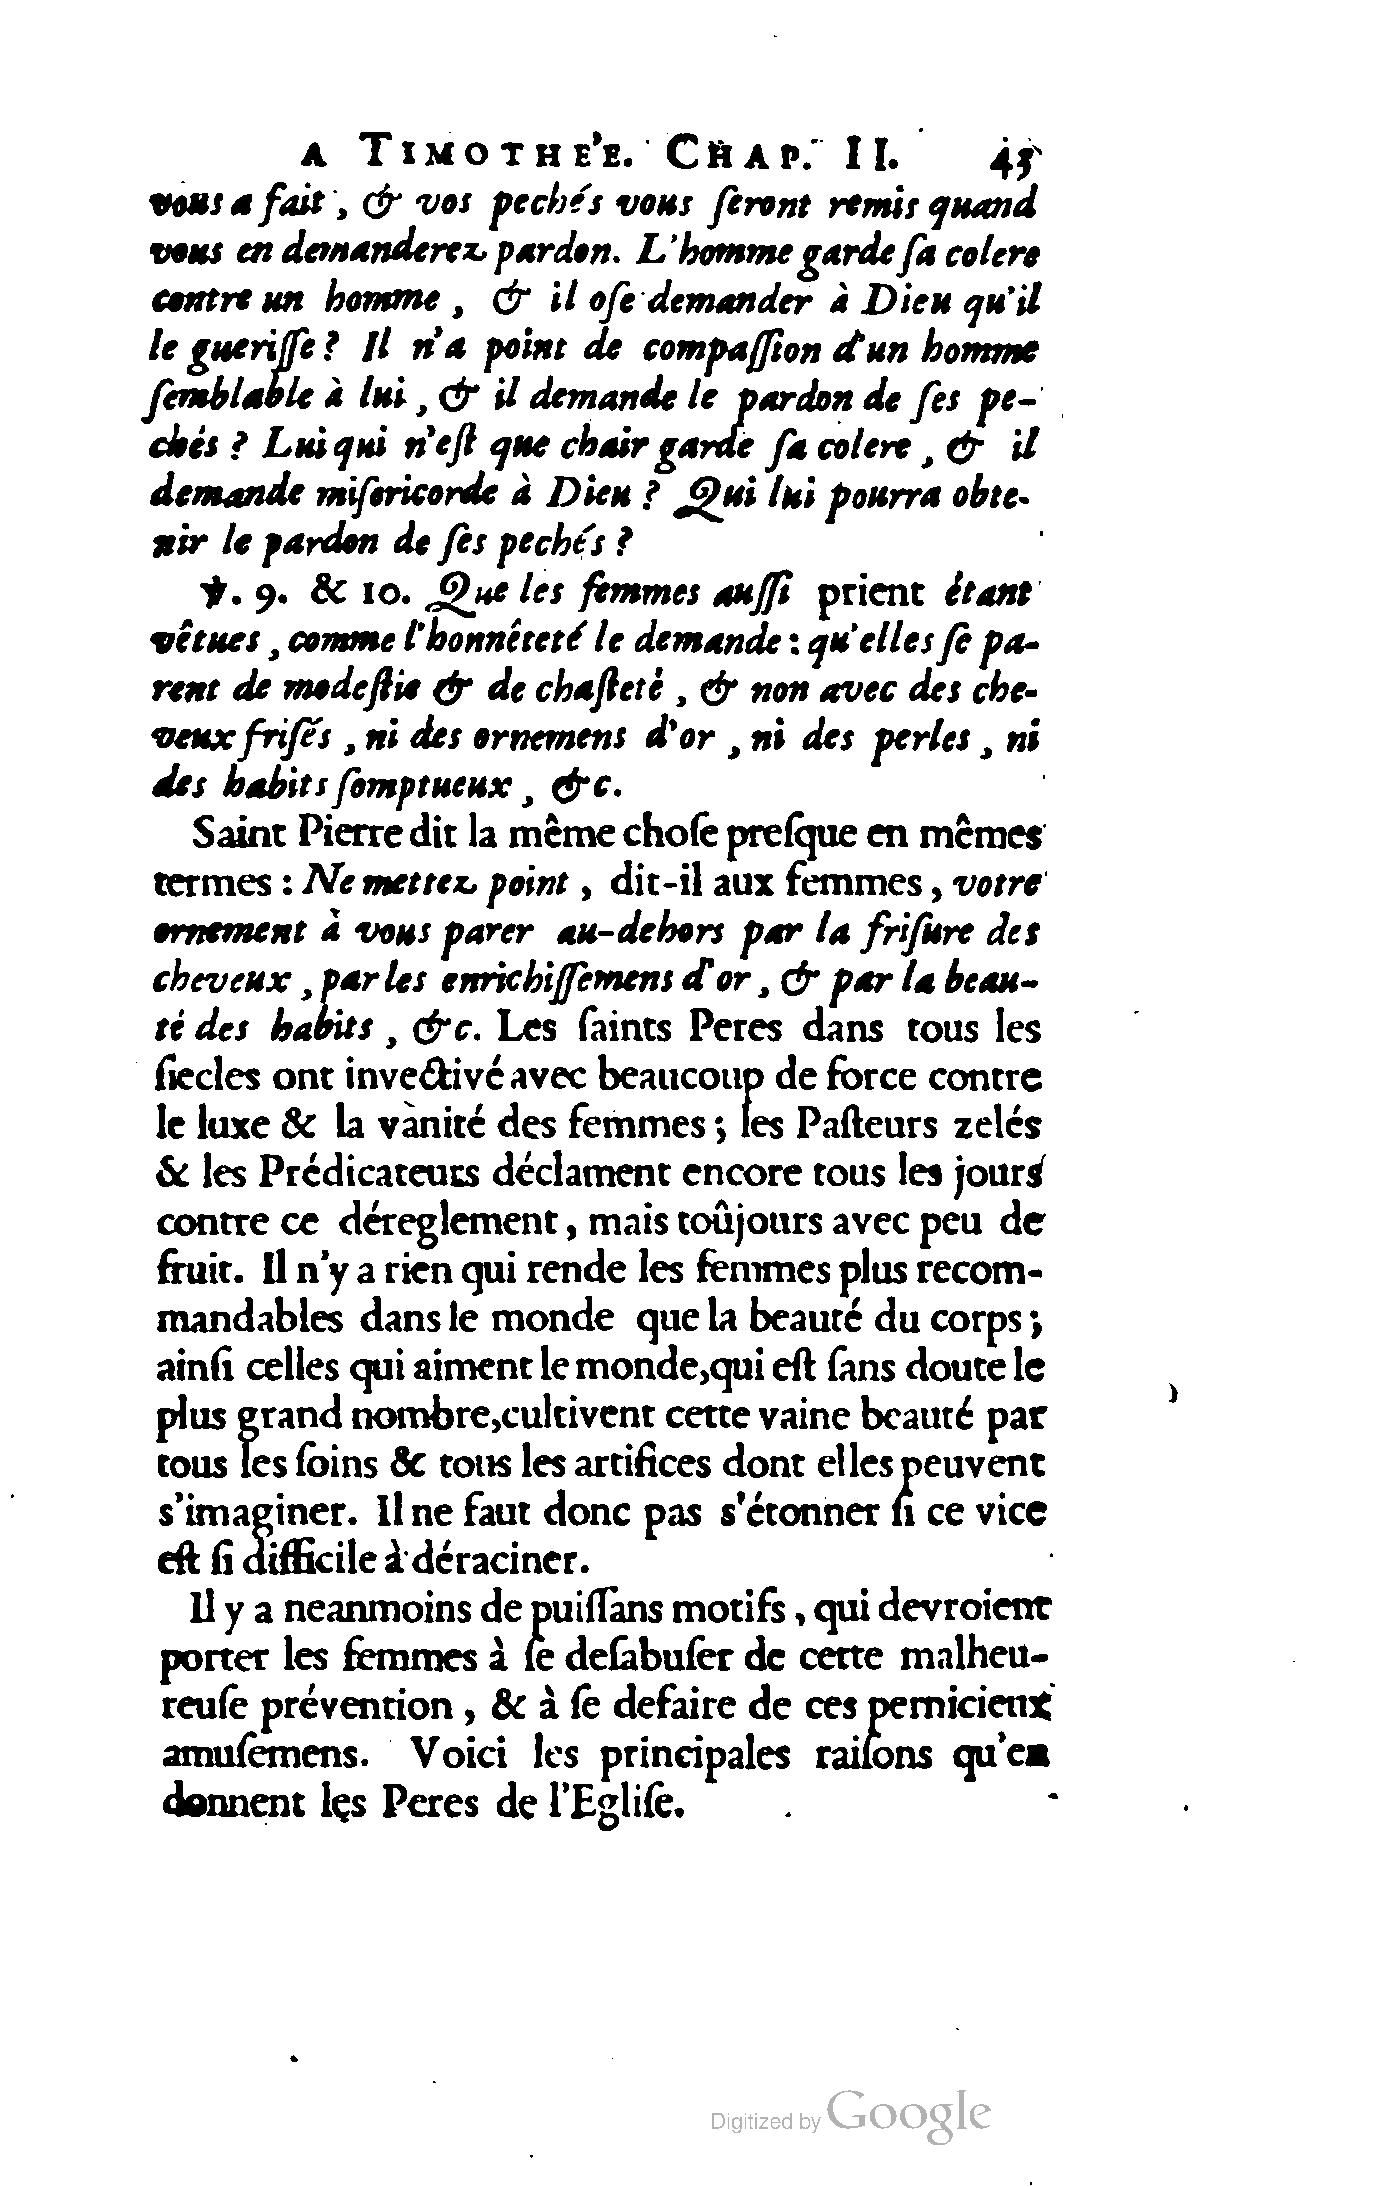 A TIMOTHE'E. CHAP. II. 45
vous a fait, & vos pechés vous ſeront remis quand
vous en demanderez pardon. L'homme garde ſa colere
contre un homme, & il oſe demander à Dieu qu'il
le gueriſſe? Il n'a point de compaſſion d'un homme
ſemblable à lui, & il demande le pardon de ſes pe-
chés? Lui qui n'eſt que chair garde ſa colere, & il
demande miſericorde à Dieu? Qui lui pourra obte-
nir le pardon de ſes pechés?
℣. 9. & 10. Que les femmes auſſi prient étant
vêtues, comme l'honnêteté le demande: qu'elles ſe pa-
rent de modeſtie & de chaſteté, & non avec des che-
veux friſés, ni des ornemens d'or, ni des perles, ni
des habits ſomptueux, &c.
Saint Pierre dit la même choſe preſque en mêmes
termes: Ne mettez point, dit-il aux femmes, votre
ornement à vous parer au-dehors par la friſure des
cheveux, par les enrichiſſemens d'or, & par la beau-
té des habits, &c. Les ſaints Peres dans tous les
ſiecles ont invectivé avec beaucoup de force contre
le luxe & la vanité des femmes; les Paſteurs zelés
& les Prédicateurs déclament encore tous les jours
contre ce déreglement, mais toûjours avec peu de
fruit. Il n'y a rien qui rende les femmes plus recom-
mandables dans le monde que la beauté du corps;
ainſi celles qui aiment le monde, qui eſt ſans doute le
plus grand nombre, cultivent cette vaine beauté par
tous les ſoins & tous les artifices dont elles peuvent
s'imaginer. Il ne faut donc pas s'étonner ſi ce vice
eſt ſi difficile à déraciner.
Il y a neanmoins de puiſſans motifs, qui devroient
porter les femmes à ſe deſabuſer de cette malheu-
reuſe prévention, & à ſe defaire de ces pernicieux
amuſemens. Voici les principales raiſons qu'en
donnent les Peres de l'Egliſe.
Digitized by Google